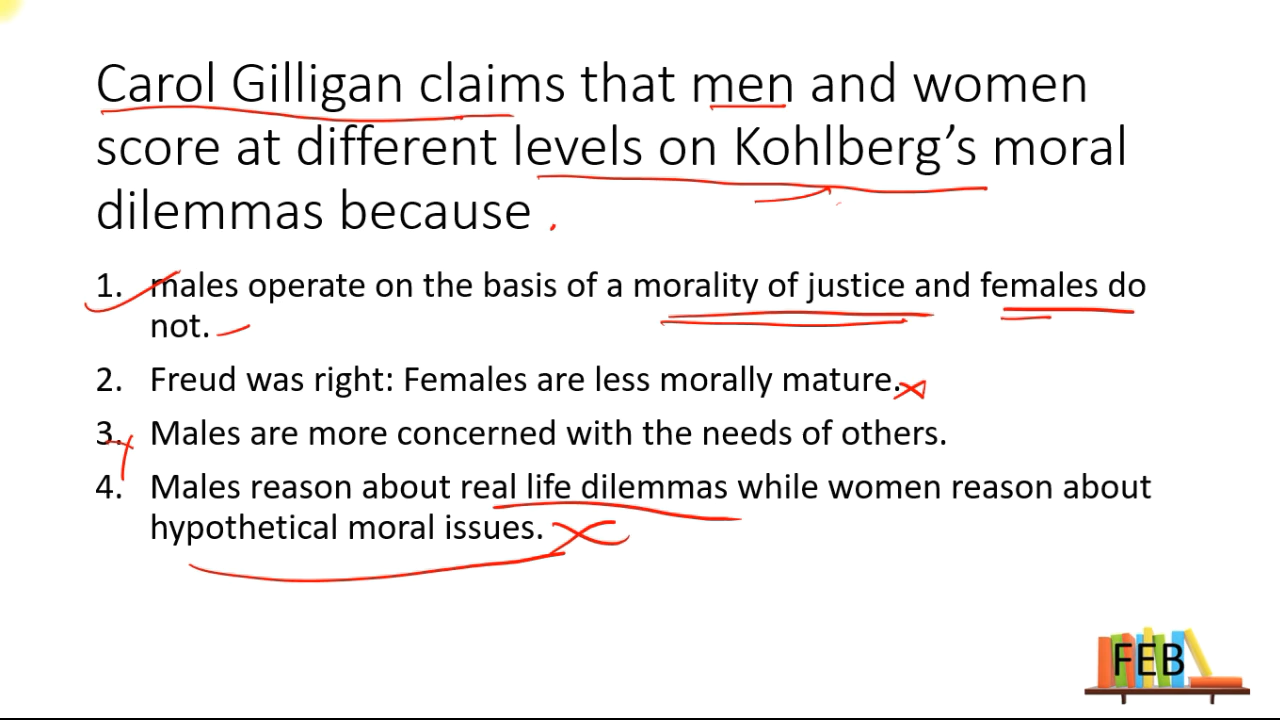 Carol Gilligan claims that men and women
score at different levels on Kohlberg’s moral
dilemmas because .
1. males operate on the basis of a morality of justice and females do
not.
2. Freud was right: Females are less morally mature.
3. Males are more concerned with the needs of others.
4. Males reason about real life dilemmas while women reason about
hypothetical moral issues.
FEB